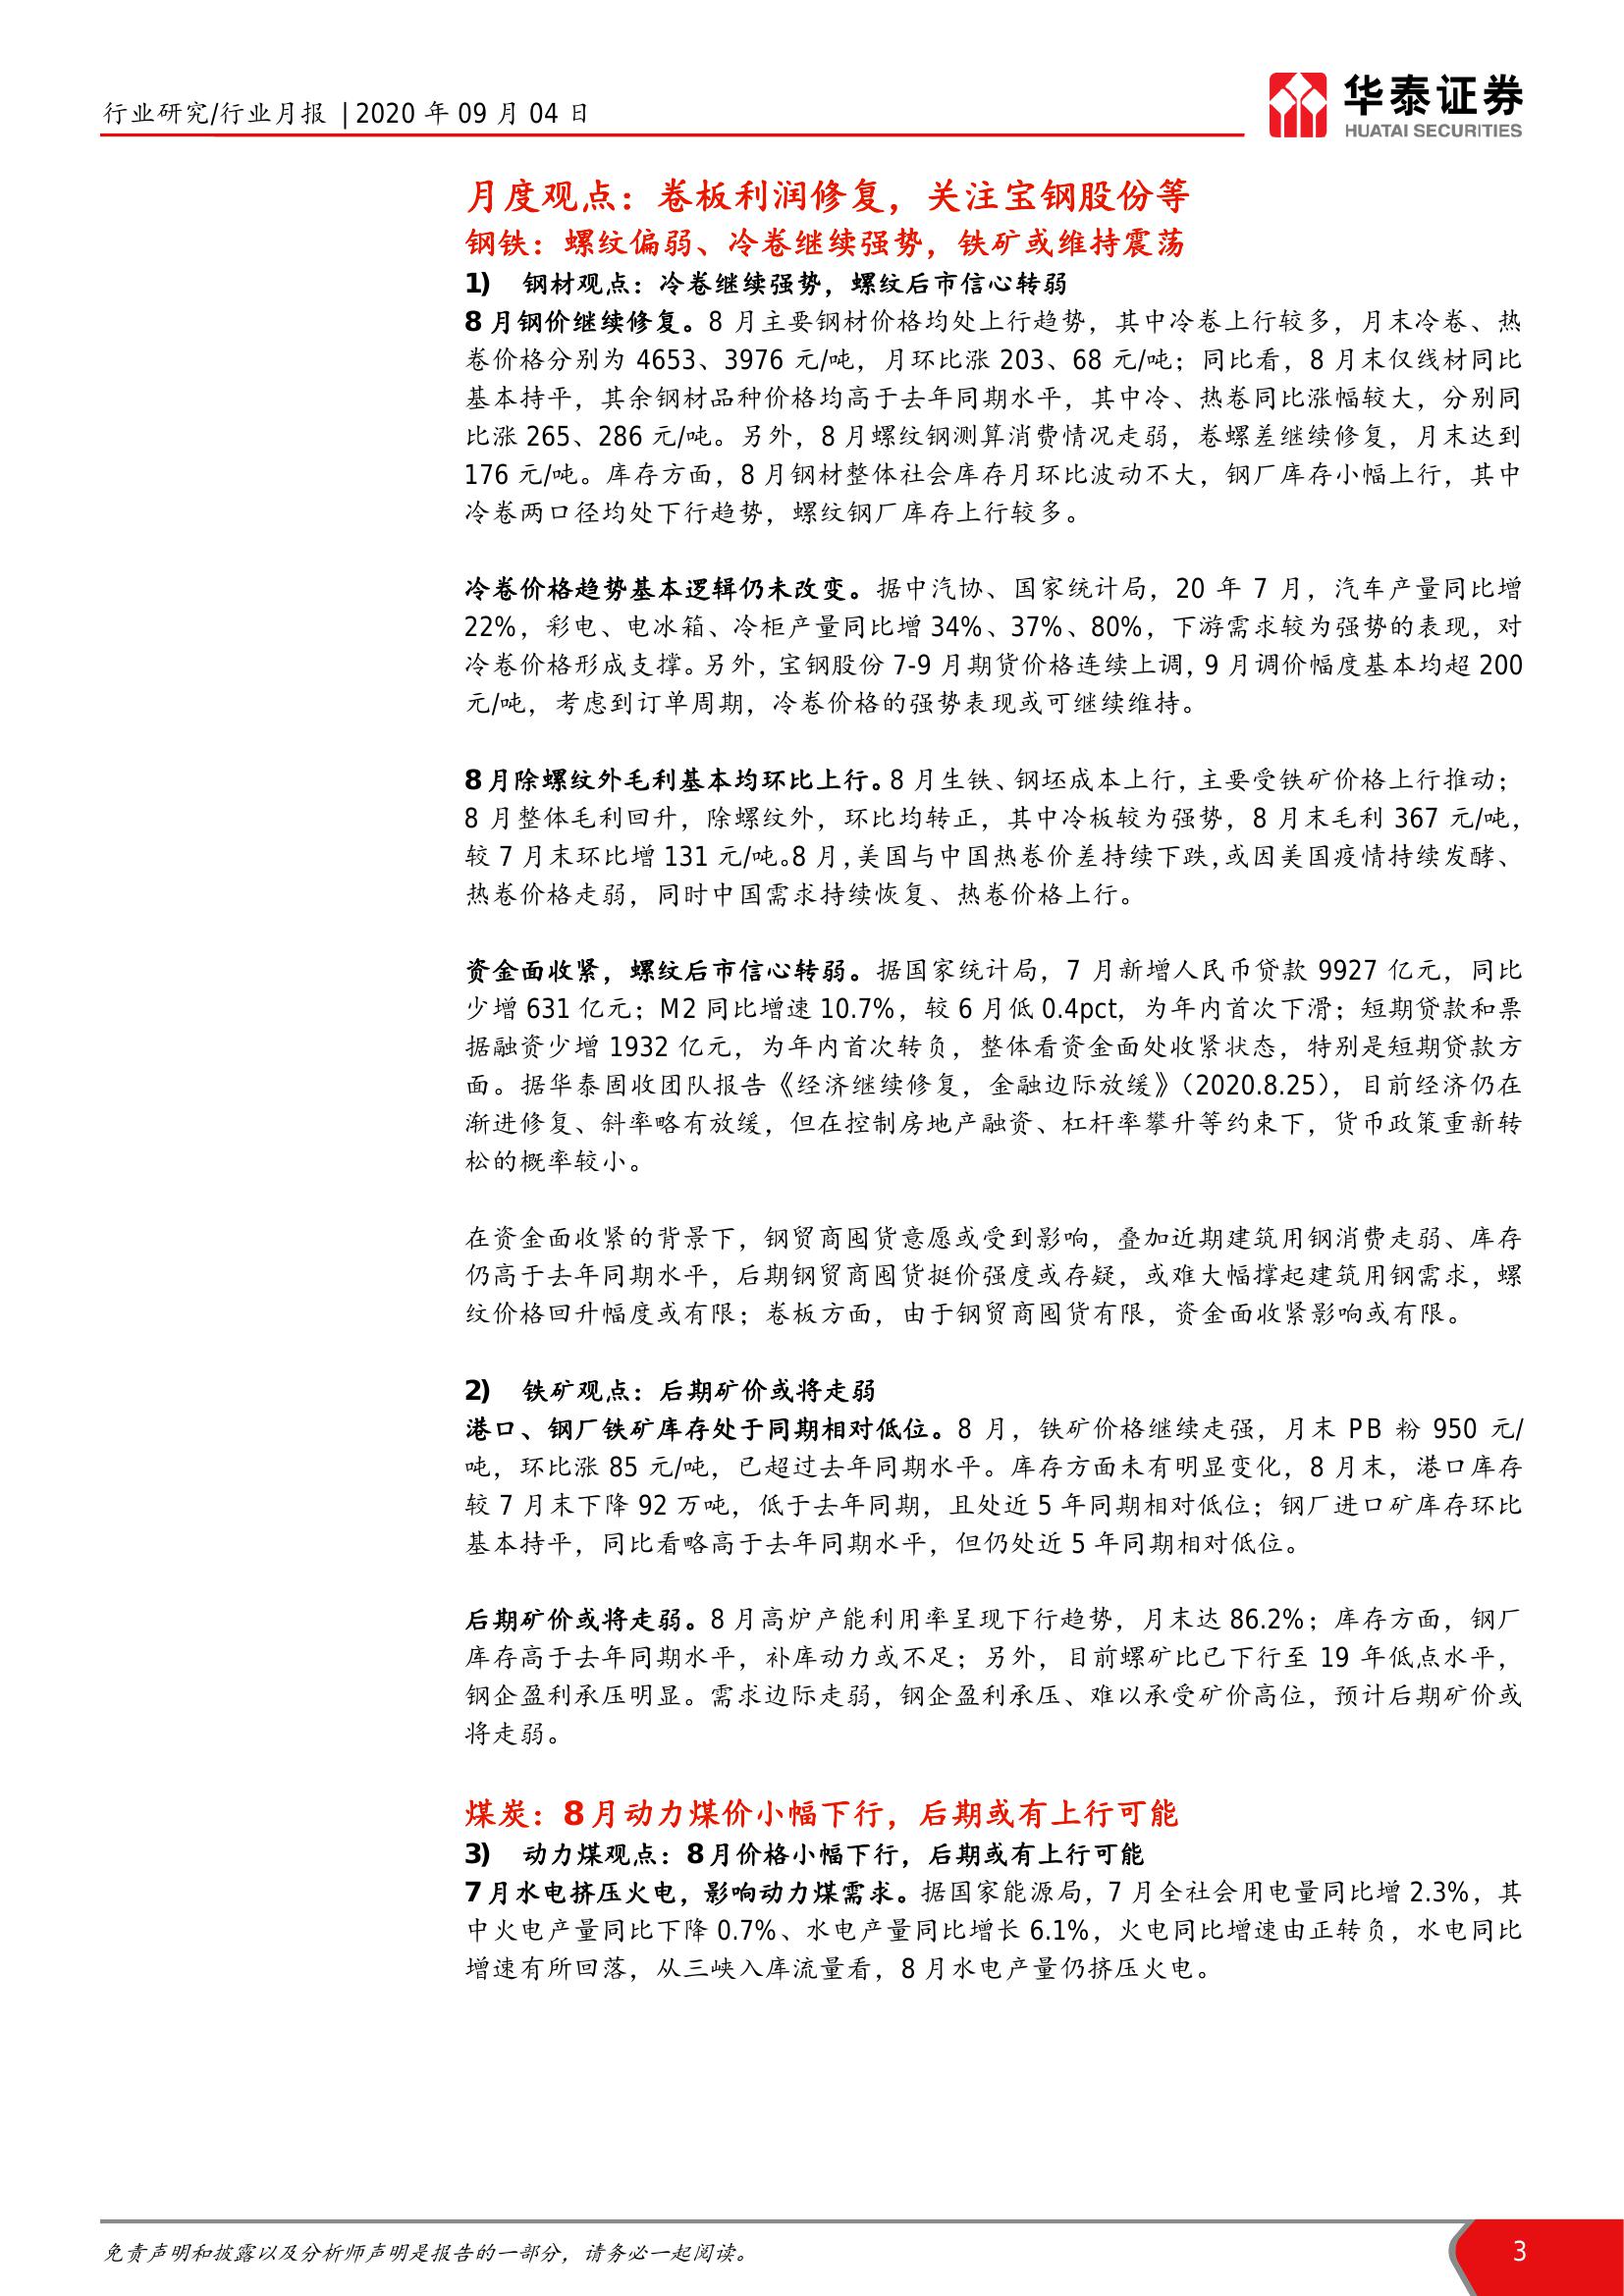 行业研究/行业月报 | 2020 年 09 月 04 日
华泰证券
HUATAI SECURITIES
月度观点：卷板利润修复，关注宝钢股份等
钢铁：螺纹偏弱、冷卷继续强势，铁矿或维持震荡
1) 钢材观点：冷卷继续强势，螺纹后市信心转弱
8 月钢价继续修复。8 月主要钢材价格均处上行趋势，其中冷卷上行较多，月末冷卷、热
卷价格分别为 4653、3976 元/吨，月环比涨 203、68 元/吨；同比看，8 月末仅线材同比
基本持平，其余钢材品种价格均高于去年同期水平，其中冷、热卷同比涨幅较大，分别同
比涨 265、286 元/吨。另外，8 月螺纹钢测算消费情况走弱，卷螺差继续修复，月末达到
176 元/吨。库存方面，8 月钢材整体社会库存月环比波动不大，钢厂库存小幅上行，其中
冷卷两口径均处下行趋势，螺纹钢厂库存上行较多。
冷卷价格趋势基本逻辑仍未改变。据中汽协、国家统计局，20 年 7 月，汽车产量同比增
22%，彩电、电冰箱、冷柜产量同比增 34%、37%、80%，下游需求较为强势的表现，对
冷卷价格形成支撑。另外，宝钢股份 7-9 月期货价格连续上调，9 月调价幅度基本均超 200
元/吨，考虑到订单周期，冷卷价格的强势表现或可继续维持。
8 月除螺纹外毛利基本均环比上行。8 月生铁、钢坯成本上行，主要受铁矿价格上行推动；
8 月整体毛利回升，除螺纹外，环比均转正，其中冷板较为强势，8 月末毛利 367 元/吨，
较 7 月末环比增 131 元/吨。8 月，美国与中国热卷价差持续下跌，或因美国疫情持续发酵、
热卷价格走弱，同时中国需求持续恢复、热卷价格上行。
资金面收紧，螺纹后市信心转弱。据国家统计局，7 月新增人民币贷款 9927 亿元，同比
少增 631 亿元；M2 同比增速 10.7%，较 6 月低 0.4pct，为年内首次下滑；短期贷款和票
据融资少增 1932 亿元，为年内首次转负，整体看资金面处收紧状态，特别是短期贷款方
面。据华泰固收团队报告《经济继续修复，金融边际放缓》（2020.8.25），目前经济仍在
渐进修复、斜率略有放缓，但在控制房地产融资、杠杆率攀升等约束下，货币政策重新转
松的概率较小。
在资金面收紧的背景下，钢贸商囤货意愿或受到影响，叠加近期建筑用钢消费走弱、库存
仍高于去年同期水平，后期钢贸商囤货挺价强度或存疑，或难大幅撑起建筑用钢需求，螺
纹价格回升幅度或有限；卷板方面，由于钢贸商囤货有限，资金面收紧影响或有限。
2) 铁矿观点：后期矿价或将走弱
港口、钢厂铁矿库存处于同期相对低位。8 月，铁矿价格继续走强，月末 PB 粉 950 元/
吨，环比涨 85 元/吨，已超过去年同期水平。库存方面未有明显变化，8 月末，港口库存
较 7 月末下降 92 万吨，低于去年同期，且处近 5 年同期相对低位；钢厂进口矿库存环比
基本持平，同比看略高于去年同期水平，但仍处近 5 年同期相对低位。
后期矿价或将走弱。8 月高炉产能利用率呈现下行趋势，月末达 86.2%；库存方面，钢厂
库存高于去年同期水平，补库动力或不足；另外，目前螺矿比已下行至 19 年低点水平，
钢企盈利承压明显。需求边际走弱，钢企盈利承压、难以承受矿价高位，预计后期矿价或
将走弱。
煤炭：8 月动力煤价小幅下行，后期或有上行可能
3) 动力煤观点：8 月价格小幅下行，后期或有上行可能
7 月水电挤压火电，影响动力煤需求。据国家能源局，7 月全社会用电量同比增 2.3%，其
中火电产量同比下降 0.7%、水电产量同比增长 6.1%，火电同比增速由正转负，水电同比
增速有所回落，从三峡入库流量看，8 月水电产量仍挤压火电。
免责声明和披露以及分析师声明是报告的一部分，请务必一起阅读。
3